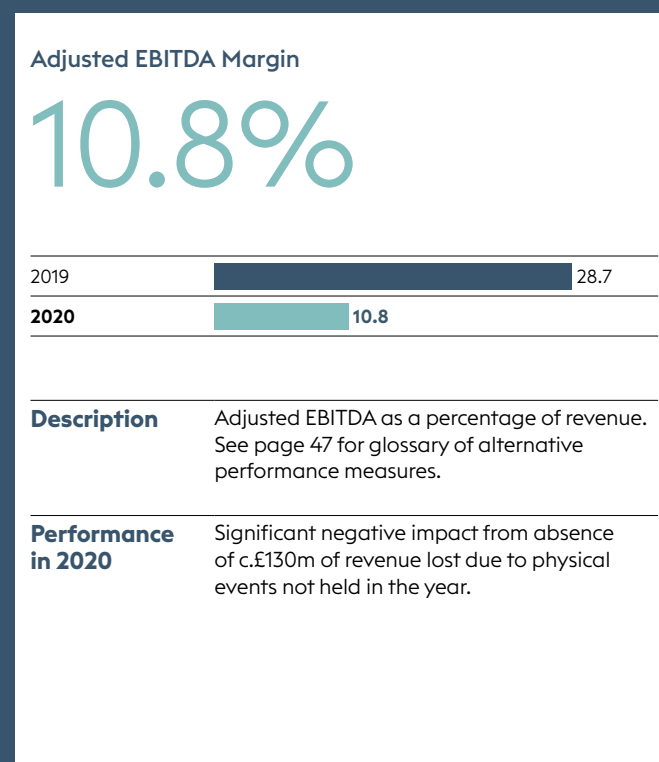 Adjusted EBITDA Margin
10.8%
2019 28.7
2020 10.8
Description
Adjusted EBITDA as a percentage of revenue.
See page 47 for glossary of alternative
performance measures.
Performance
in 2020
Significant negative impact from absence
of c.£130m of revenue lost due to physical
events not held in the year.